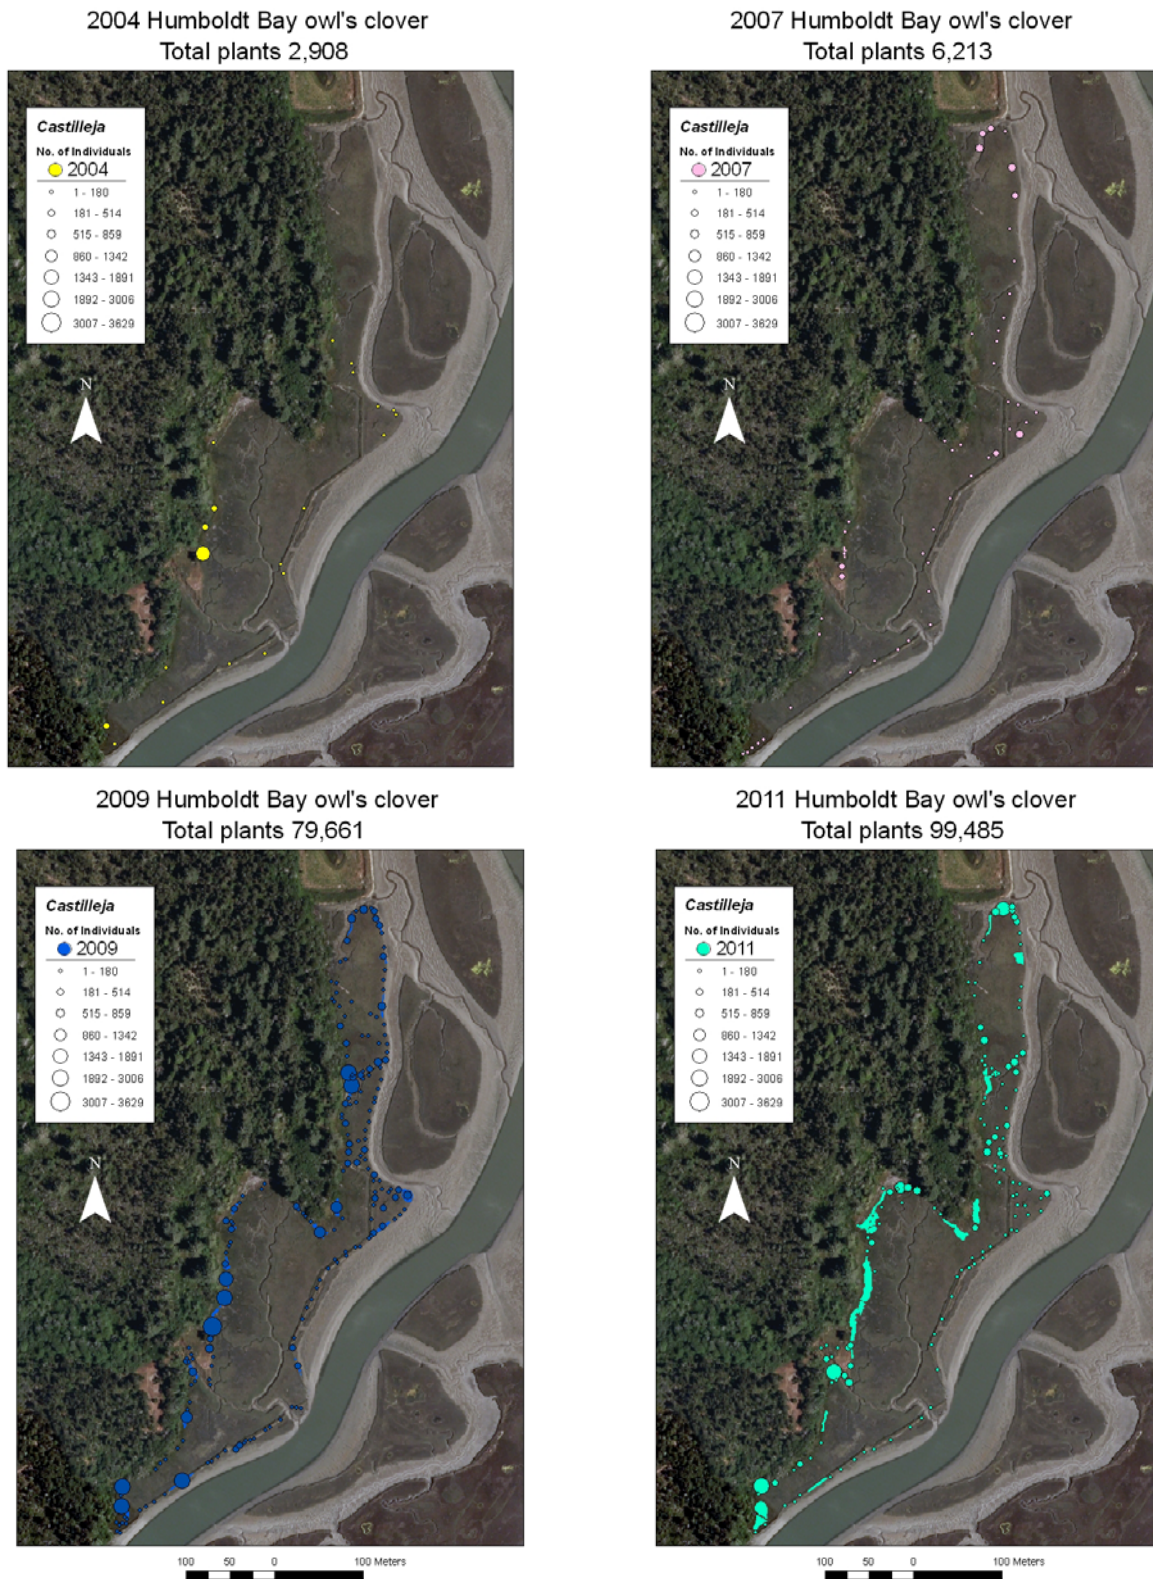 2004 Humboldt Bay owl's clover
Total plants 2,908
Castilleja
No. of Individuals
2004
1 - 180
181 - 514
515 - 859
860 - 1342
1343 - 1891
1892 - 3006
3007 - 3629
N
2007 Humboldt Bay owl's clover
Total plants 6,213
Castilleja
No. of Individuals
2007
1 - 180
181 - 514
515 - 859
860 - 1342
1343 - 1891
1892 - 3006
3007 - 3629
N
2009 Humboldt Bay owl's clover
Total plants 79,661
Castilleja
No. of Individuals
2009
1 - 180
181 - 514
515 - 859
860 - 1342
1343 - 1891
1892 - 3006
3007 - 3629
N
100 50 0 100 Meters
2011 Humboldt Bay owl's clover
Total plants 99,485
Castilleja
No. of Individuals
2011
1 - 180
181 - 514
515 - 859
860 - 1342
1343 - 1891
1892 - 3006
3007 - 3629
N
100 50 0 100 Meters